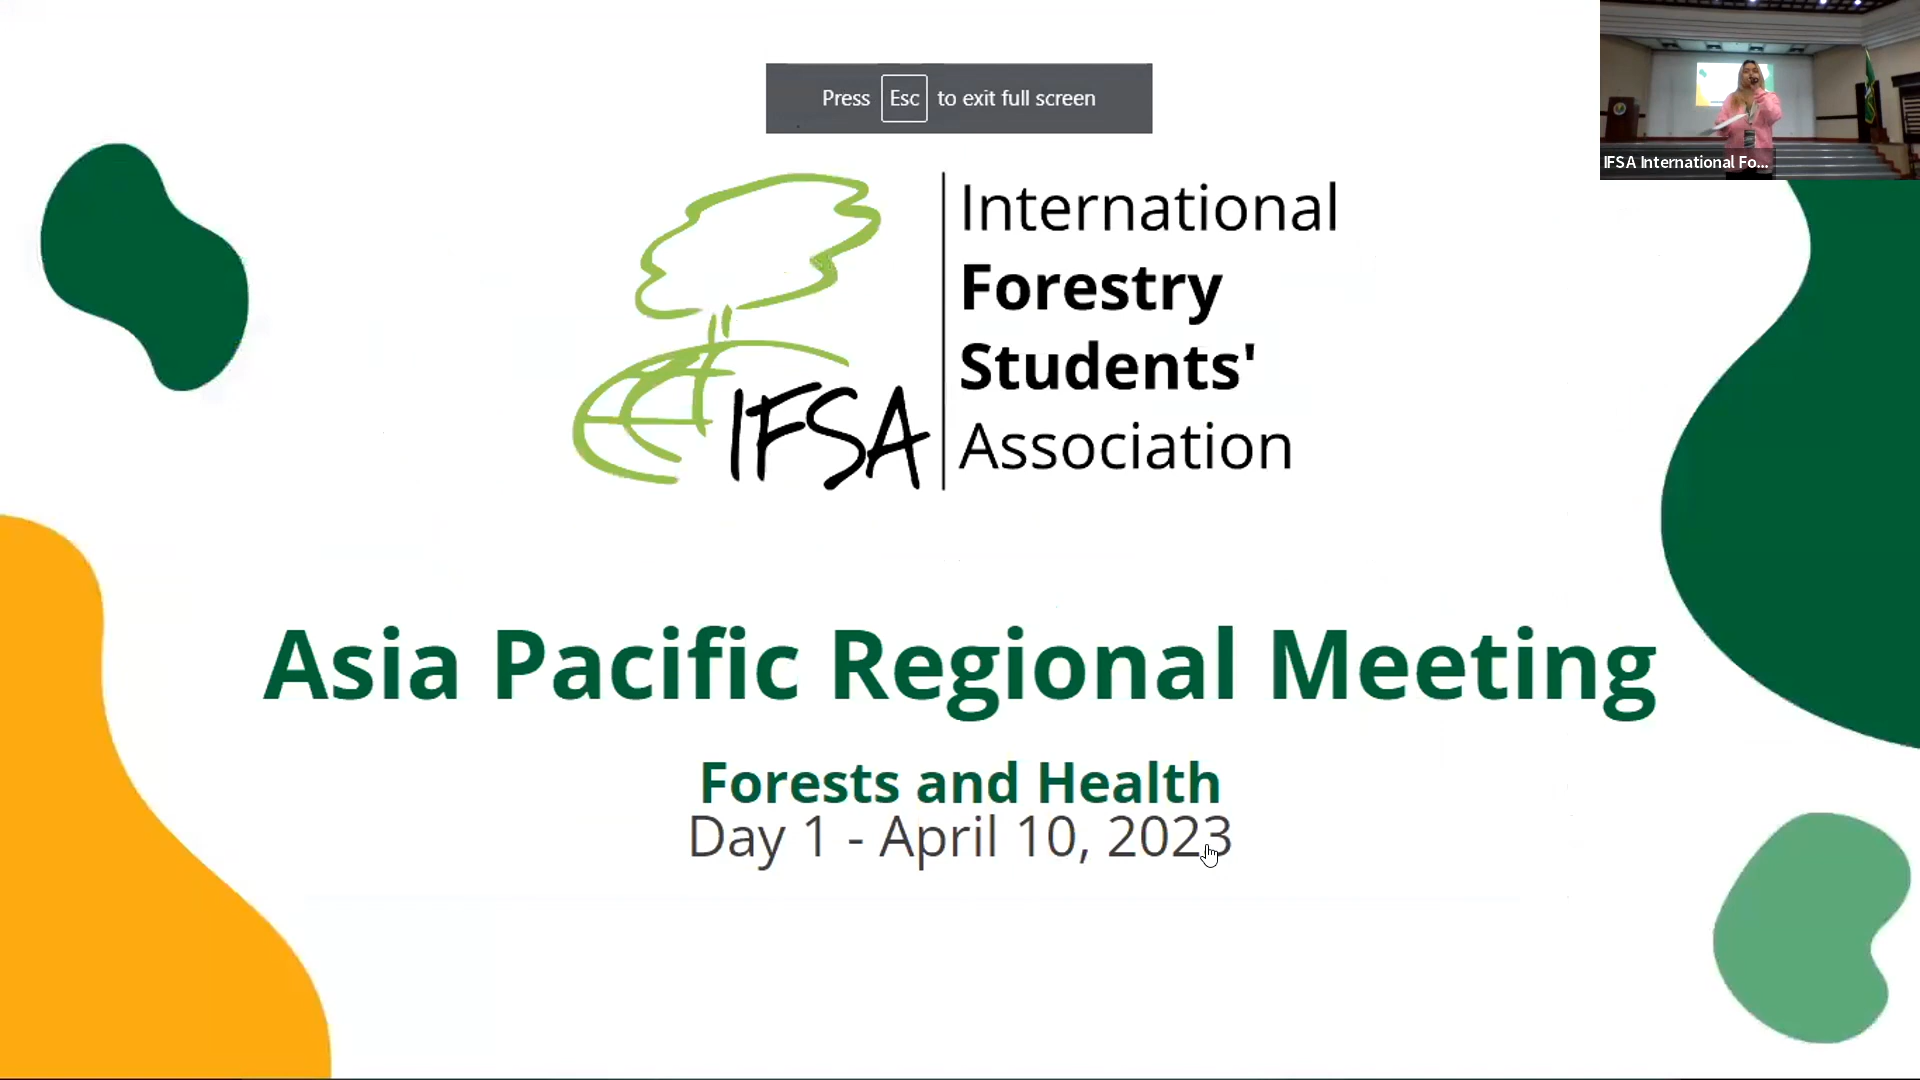 Press Esc to exit full screen
IFSA International Fo...
International
Forestry
Students'
Association
IFSA
Asia Pacific Regional Meeting
Forests and Health
Day 1 - April 10, 2023